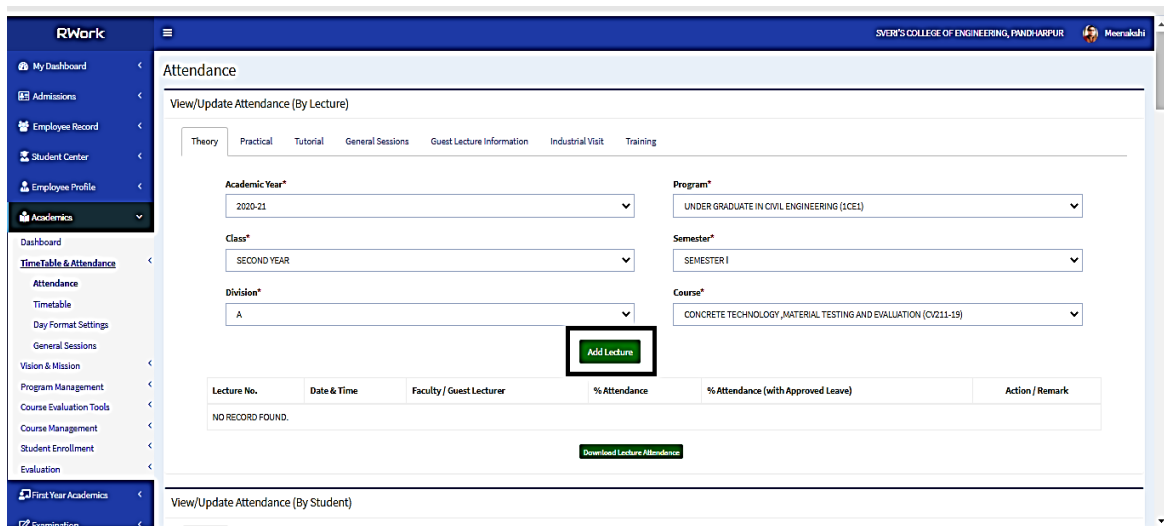 RWork
SVERI'S COLLEGE OF ENGINEERING, PANDHARPUR Meenakshi
My Dashboard
Admissions
Employee Record
Student Center
Employee Profile
Academics
Dashboard
TimeTable & Attendance
Attendance
Timetable
Day Format Settings
General Sessions
Vision & Mission
Program Management
Course Evaluation Tools
Course Management
Student Enrollment
Evaluation
First Year Academics
Examination
Attendance
View/Update Attendance (By Lecture)
Theory Practical Tutorial General Sessions Guest Lecture Information Industrial Visit Training
Academic Year* Program*
2020-21 UNDER GRADUATE IN CIVIL ENGINEERING (1CE1)
Class* Semester*
SECOND YEAR SEMESTER I
Division* Course*
A CONCRETE TECHNOLOGY ,MATERIAL TESTING AND EVALUATION (CV211-19)
Add Lecture
Lecture No. Date & Time Faculty / Guest Lecturer % Attendance % Attendance (with Approved Leave) Action / Remark
NO RECORD FOUND.
Download Lecture Attendance
View/Update Attendance (By Student)